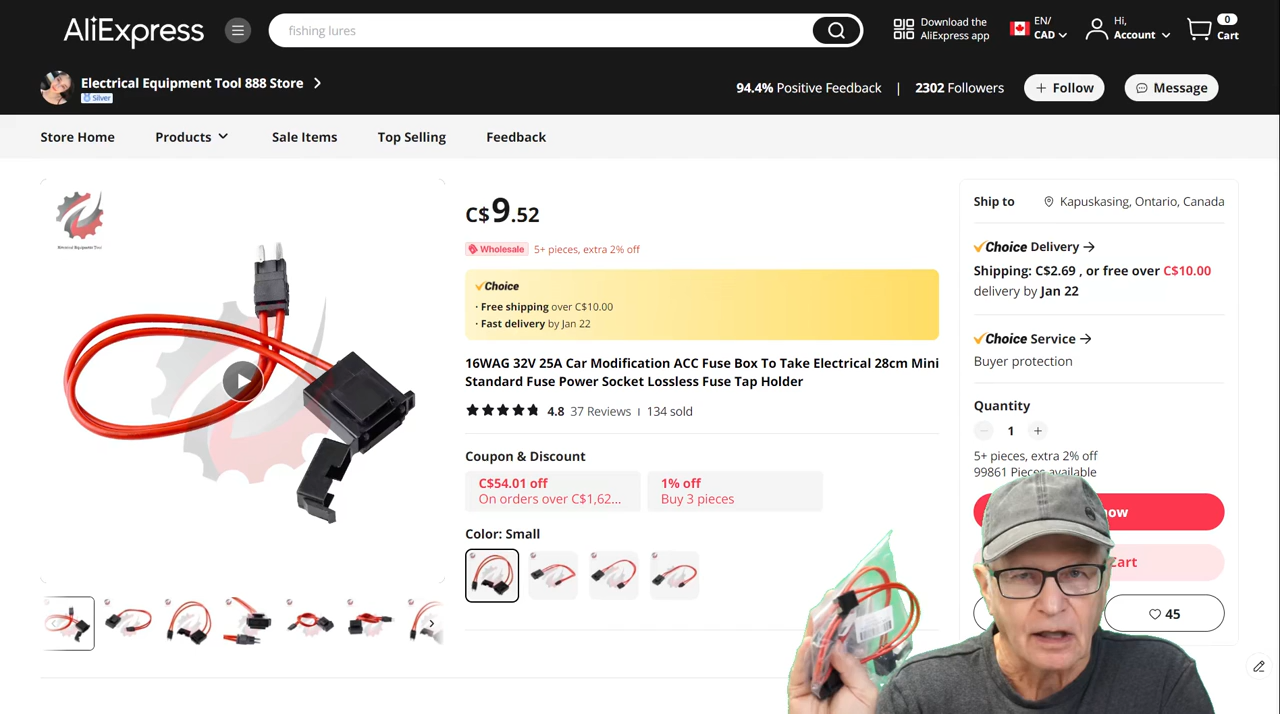 AliExpress
fishing lures
Download the
AliExpress app
EN/
CAD
Hi,
Account
0
Cart
Electrical Equipment Tool 888 Store
Silver
94.4% Positive Feedback | 2302 Followers
+ Follow
Message
Store Home
Products
Sale Items
Top Selling
Feedback
Electrical Equipment Tool
C$9.52
Wholesale
5+ pieces, extra 2% off
Choice
· Free shipping over C$10.00
· Fast delivery by Jan 22
16WAG 32V 25A Car Modification ACC Fuse Box To Take Electrical 28cm Mini
Standard Fuse Power Socket Lossless Fuse Tap Holder
4.8 37 Reviews | 134 sold
Coupon & Discount
C$54.01 off
On orders over C$1,62...
1% off
Buy 3 pieces
Color: Small
Ship to
Kapuskasing, Ontario, Canada
Choice Delivery
Shipping: C$2.69 , or free over C$10.00
delivery by Jan 22
Choice Service
Buyer protection
Quantity
− 1 +
5+ pieces, extra 2% off
99861 Pieces available
now
cart
45